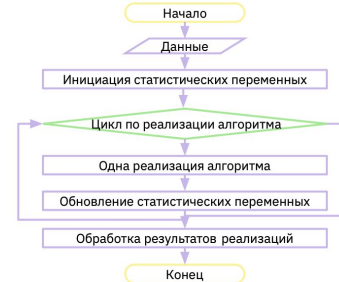 Начало
Данные
Инициация статистических переменных
Цикл по реализации алгоритма
Одна реализация алгоритма
Обновление статистических переменных
Обработка результатов реализаций
Конец